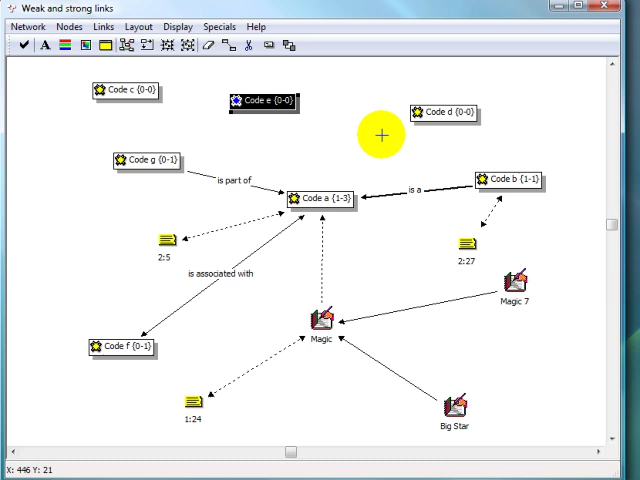 Weak and strong links
Network Nodes Links Layout Display Specials Help
A
Code c {0-0}
Code e {0-0}
Code d {0-0}
Code g {0-1}
is part of
Code b {1-1}
is a
Code a {1-3}
2:5
2:27
is associated with
Magic 7
Magic
Code f {0-1}
1:24
Big Star
X: 446 Y: 21